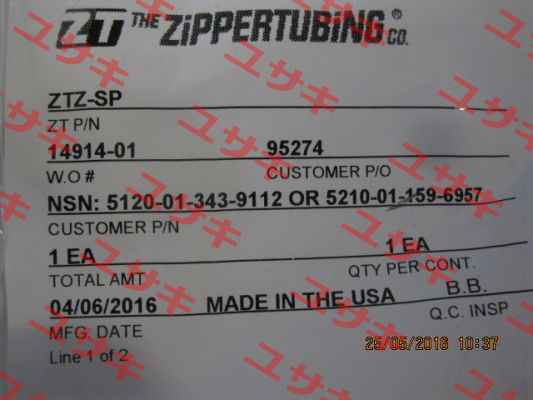 ZT THE ZiPPERTUBiNG® CO.
ZTZ-SP
ZT P/N
14914-01 95274
W.O # CUSTOMER P/O
NSN: 5120-01-343-9112 OR 5210-01-159-6957
CUSTOMER P/N
1 EA 1 EA
TOTAL AMT QTY PER CONT.
04/06/2016 MADE IN THE USA B.B.
MFG. DATE Q.C. INSP
Line 1 of 2
25/05/2016 10:37
ユサキ